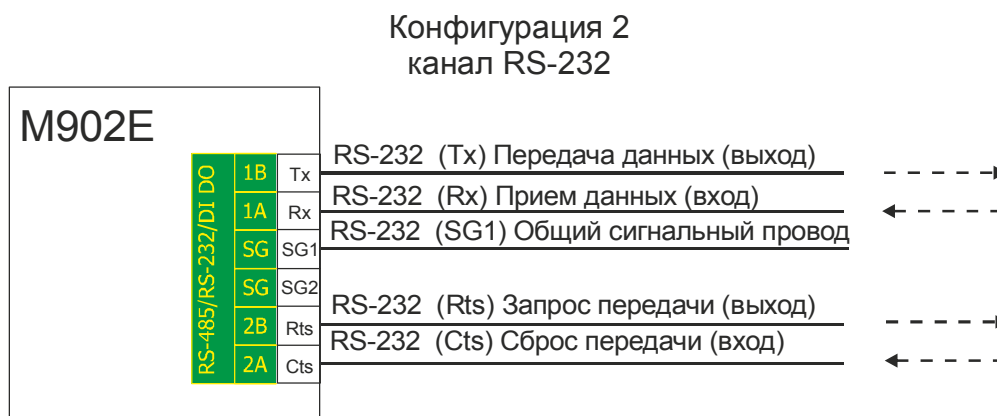 Конфигурация 2
канал RS-232
M902E
RS-485/RS-232/DI DO
1B Tx RS-232 (Tx) Передача данных (выход)
1A Rx RS-232 (Rx) Прием данных (вход)
SG SG1 RS-232 (SG1) Общий сигнальный провод
SG SG2
2B Rts RS-232 (Rts) Запрос передачи (выход)
2A Cts RS-232 (Cts) Сброс передачи (вход)